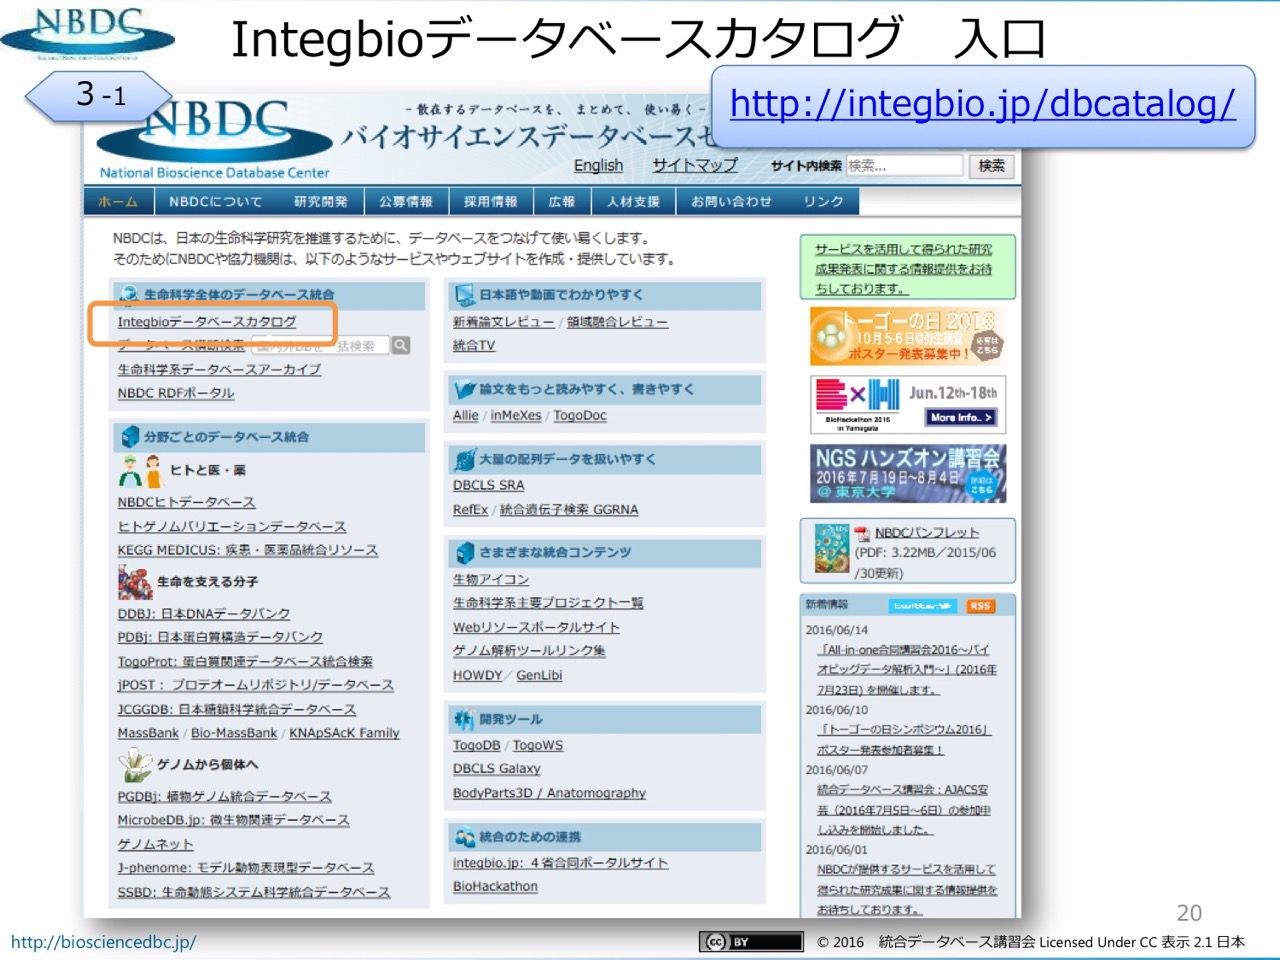 NBDC
Integbioデータベースカタログ 入口
3-1
http://integbio.jp/dbcatalog/
NBDC
National Bioscience Database Center
- 散在するデータベースを、まとめて、使い易く -
バイオサイエンスデータベースセ
English サイトマップ サイト内検索 検索... 検索
ホーム NBDCについて 研究開発 公募情報 採用情報 広報 人材支援 お問い合わせ リンク
NBDCは、日本の生命科学研究を推進するために、データベースをつなげて使い易くします。
そのためにNBDCや協力機関は、以下のようなサービスやウェブサイトを作成・提供しています。
生命科学全体のデータベース統合
Integbioデータベースカタログ
データベース横断検索 国内外DBを一括検索
生命科学系データベースアーカイブ
NBDC RDFポータル
分野ごとのデータベース統合
ヒトと医・薬
NBDCヒトデータベース
ヒトゲノムバリエーションデータベース
KEGG MEDICUS: 疾患・医薬品統合リソース
生命を支える分子
DDBJ: 日本DNAデータバンク
PDBj: 日本蛋白質構造データバンク
TogoProt: 蛋白質関連データベース統合検索
jPOST： プロテオームリポジトリ/データベース
JCGGDB: 日本糖鎖科学統合データベース
MassBank / Bio-MassBank / KNApSAcK Family
ゲノムから個体へ
PGDBj: 植物ゲノム統合データベース
MicrobeDB.jp: 微生物関連データベース
ゲノムネット
J-phenome: モデル動物表現型データベース
SSBD: 生命動態システム科学統合データベース
日本語や動画でわかりやすく
新着論文レビュー / 領域融合レビュー
統合TV
論文をもっと読みやすく、書きやすく
Allie / inMeXes / TogoDoc
大量の配列データを扱いやすく
DBCLS SRA
RefEx / 統合遺伝子検索 GGRNA
さまざまな統合コンテンツ
生物アイコン
生命科学系主要プロジェクト一覧
Webリソースポータルサイト
ゲノム解析ツールリンク集
HOWDY／ GenLibi
開発ツール
TogoDB / TogoWS
DBCLS Galaxy
BodyParts3D / Anatomography
統合のための連携
integbio.jp: ４省合同ポータルサイト
BioHackathon
サービスを活用して得られた研究
成果発表に関する情報提供をお待
ちしております。
トーゴーの日 2016
10月5-6日@弥生講堂
ポスター発表募集中！
応募は
こちら
BxH Jun.12th-18th
BioHackathon 2016
in Yamagata
More Info.. >
NGS ハンズオン講習会
2016年7月19日～8月4日
@ 東京大学
詳細は
こちら
NBDCパンフレット
(PDF: 3.22MB／2015/06
/30更新)
新着情報 twitter RSS
2016/06/14
「All-in-one合同講習会2016～バイ
オビッグデータ解析入門～」(2016年
7月23日) を開催します。
2016/06/10
「トーゴーの日シンポジウム2016」
ポスター発表参加者募集！
2016/06/07
統合データベース講習会：AJACS安
芸（2016年7月5日～6日）の参加申
し込みを開始しました。
2016/06/01
NBDCが提供するサービスを活用して
得られた研究成果に関する情報提供を
お待ちしております。
20
http://biosciencedbc.jp/
cc BY
© 2016 統合データベース講習会 Licensed Under CC 表示 2.1 日本